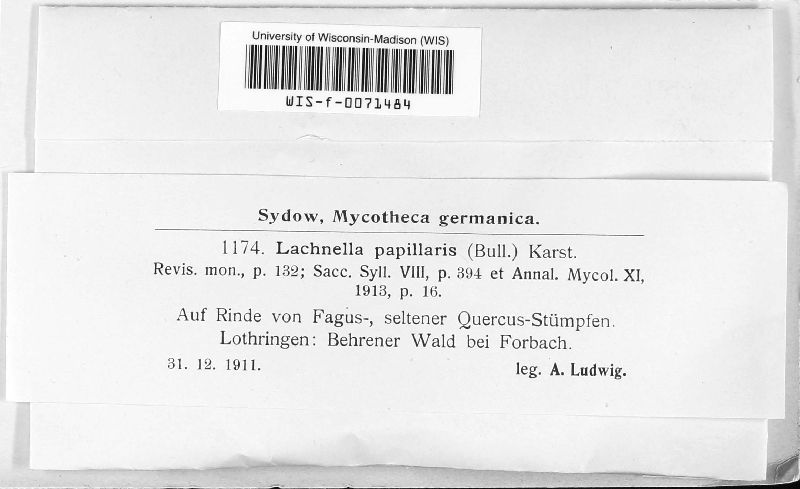 University of Wisconsin-Madison (WIS)
WIS-f-0071484
Sydow, Mycotheca germanica.
1174. Lachnella papillaris (Bull.) Karst.
Revis. mon., p. 132; Sacc. Syll. VIII, p. 394 et Annal. Mycol. XI,
1913, p. 16.
Auf Rinde von Fagus-, seltener Quercus-Stümpfen.
Lothringen: Behrener Wald bei Forbach.
31. 12. 1911. leg. A. Ludwig.